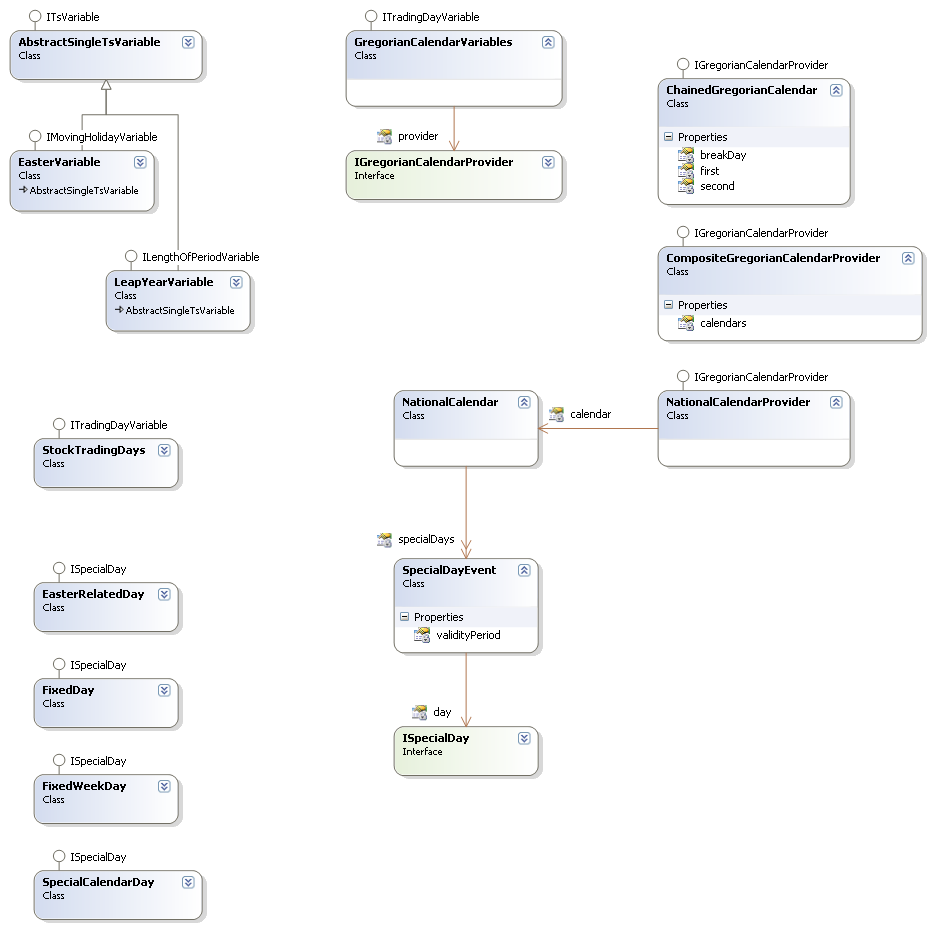 ITsVariable
AbstractSingleTsVariable
Class
IMovingHolidayVariable
EasterVariable
Class
AbstractSingleTsVariable
ILengthOfPeriodVariable
LeapYearVariable
Class
AbstractSingleTsVariable
ITradingDayVariable
GregorianCalendarVariables
Class
provider
IGregorianCalendarProvider
Interface
IGregorianCalendarProvider
ChainedGregorianCalendar
Class
Properties
breakDay
first
second
IGregorianCalendarProvider
CompositeGregorianCalendarProvider
Class
Properties
calendars
IGregorianCalendarProvider
NationalCalendarProvider
Class
calendar
NationalCalendar
Class
specialDays
SpecialDayEvent
Class
Properties
validityPeriod
day
ISpecialDay
Interface
ITradingDayVariable
StockTradingDays
Class
ISpecialDay
EasterRelatedDay
Class
ISpecialDay
FixedDay
Class
ISpecialDay
FixedWeekDay
Class
ISpecialDay
SpecialCalendarDay
Class